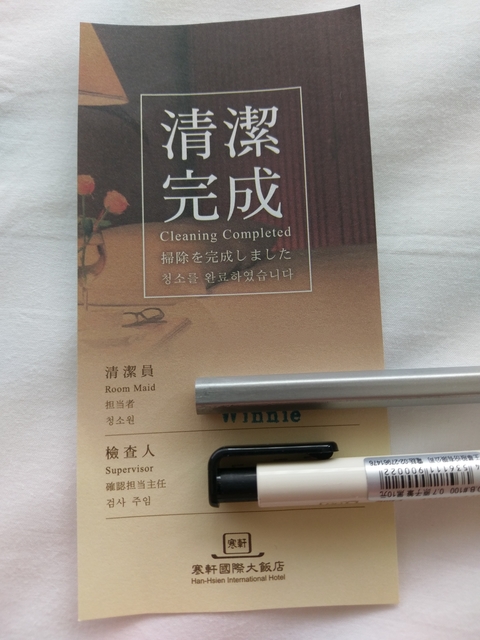 清潔
完成
Cleaning Completed
掃除を完成しました
청소를 완료하였습니다
清潔員
Room Maid
担当者
청소원
Winnie
檢查人
Supervisor
確認担当主任
검사 주임
寒軒
寒軒國際大飯店
Han-Hsien International Hotel